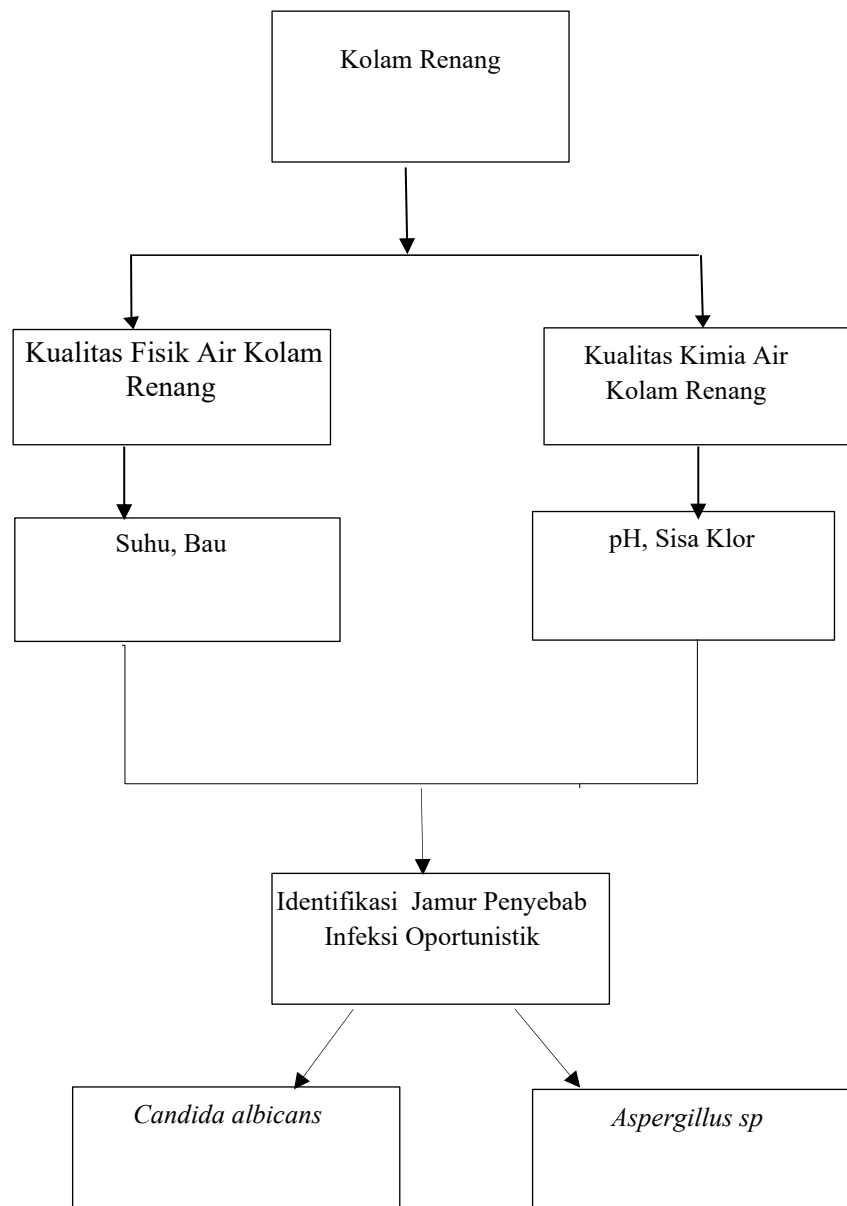 Kolam Renang
Kualitas Fisik Air Kolam
Renang
Kualitas Kimia Air
Kolam Renang
Suhu, Bau
pH, Sisa Klor
Identifikasi Jamur Penyebab
Infeksi Oportunistik
Candida albicans
Aspergillus sp